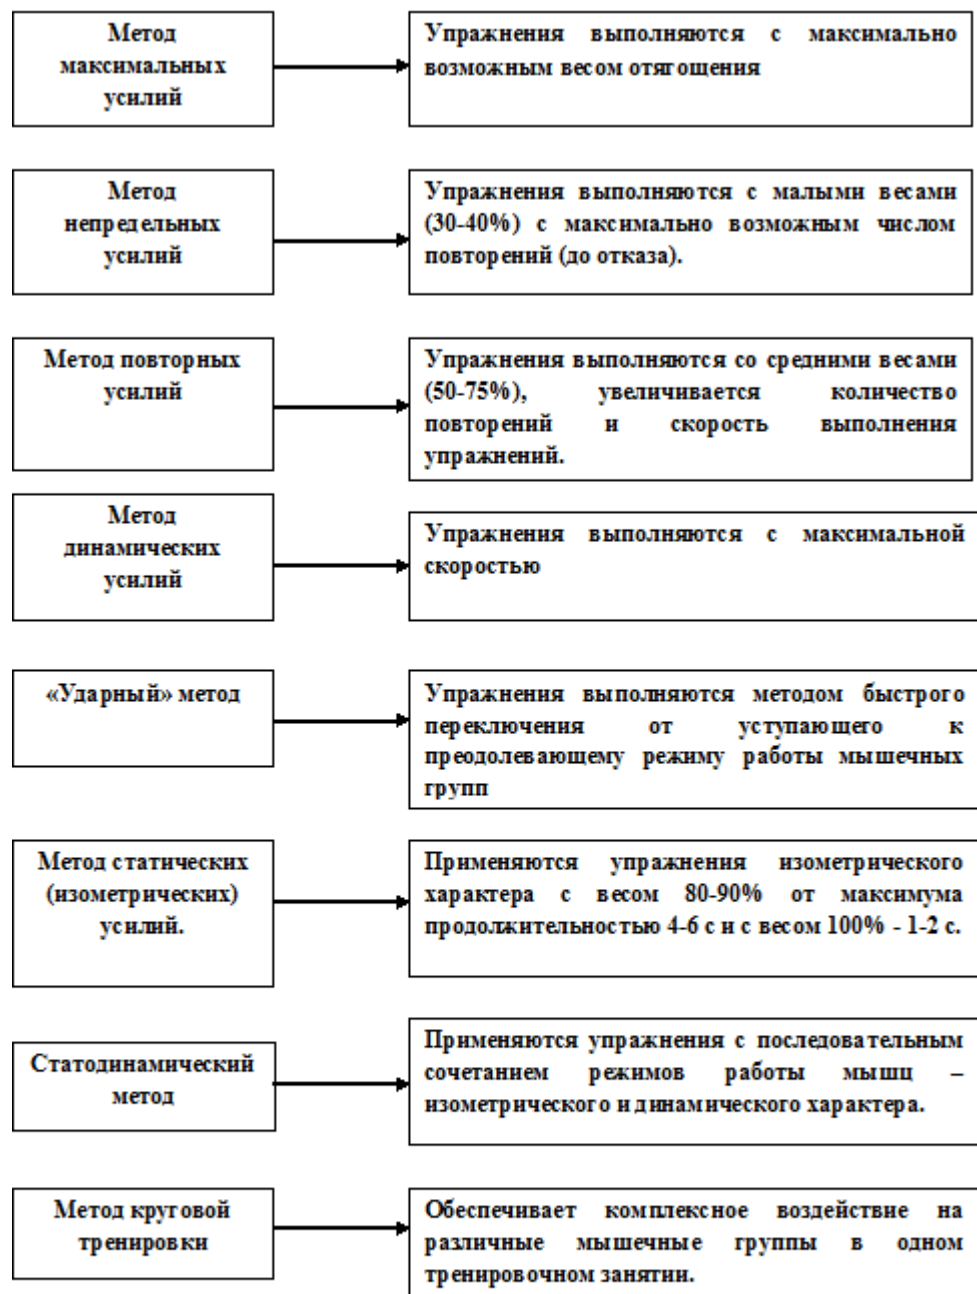 Метод
максимальных
усилий
Упражнения выполняются с максимально
возможным весом отягощения
Метод
непредельных
усилий
Упражнения выполняются с малыми весами
(30-40%) с максимально возможным числом
повторений (до отказа).
Метод повторных
усилий
Упражнения выполняются со средними весами
(50-75%), увеличивается количество
повторений и скорость выполнения
упражнений.
Метод
динамических
усилий
Упражнения выполняются с максимальной
скоростью
«Ударный» метод
Упражнения выполняются методом быстрого
переключения от уступающего к
преодолевающему режиму работы мышечных
групп
Метод статических
(изометрических)
усилий.
Применяются упражнения изометрического
характера с весом 80-90% от максимума
продолжительностью 4-6 с и с весом 100% - 1-2 с.
Статодинамический
метод
Применяются упражнения с последовательным
сочетанием режимов работы мышц –
изометрического и динамического характера.
Метод круговой
тренировки
Обеспечивает комплексное воздействие на
различные мышечные группы в одном
тренировочном занятии.